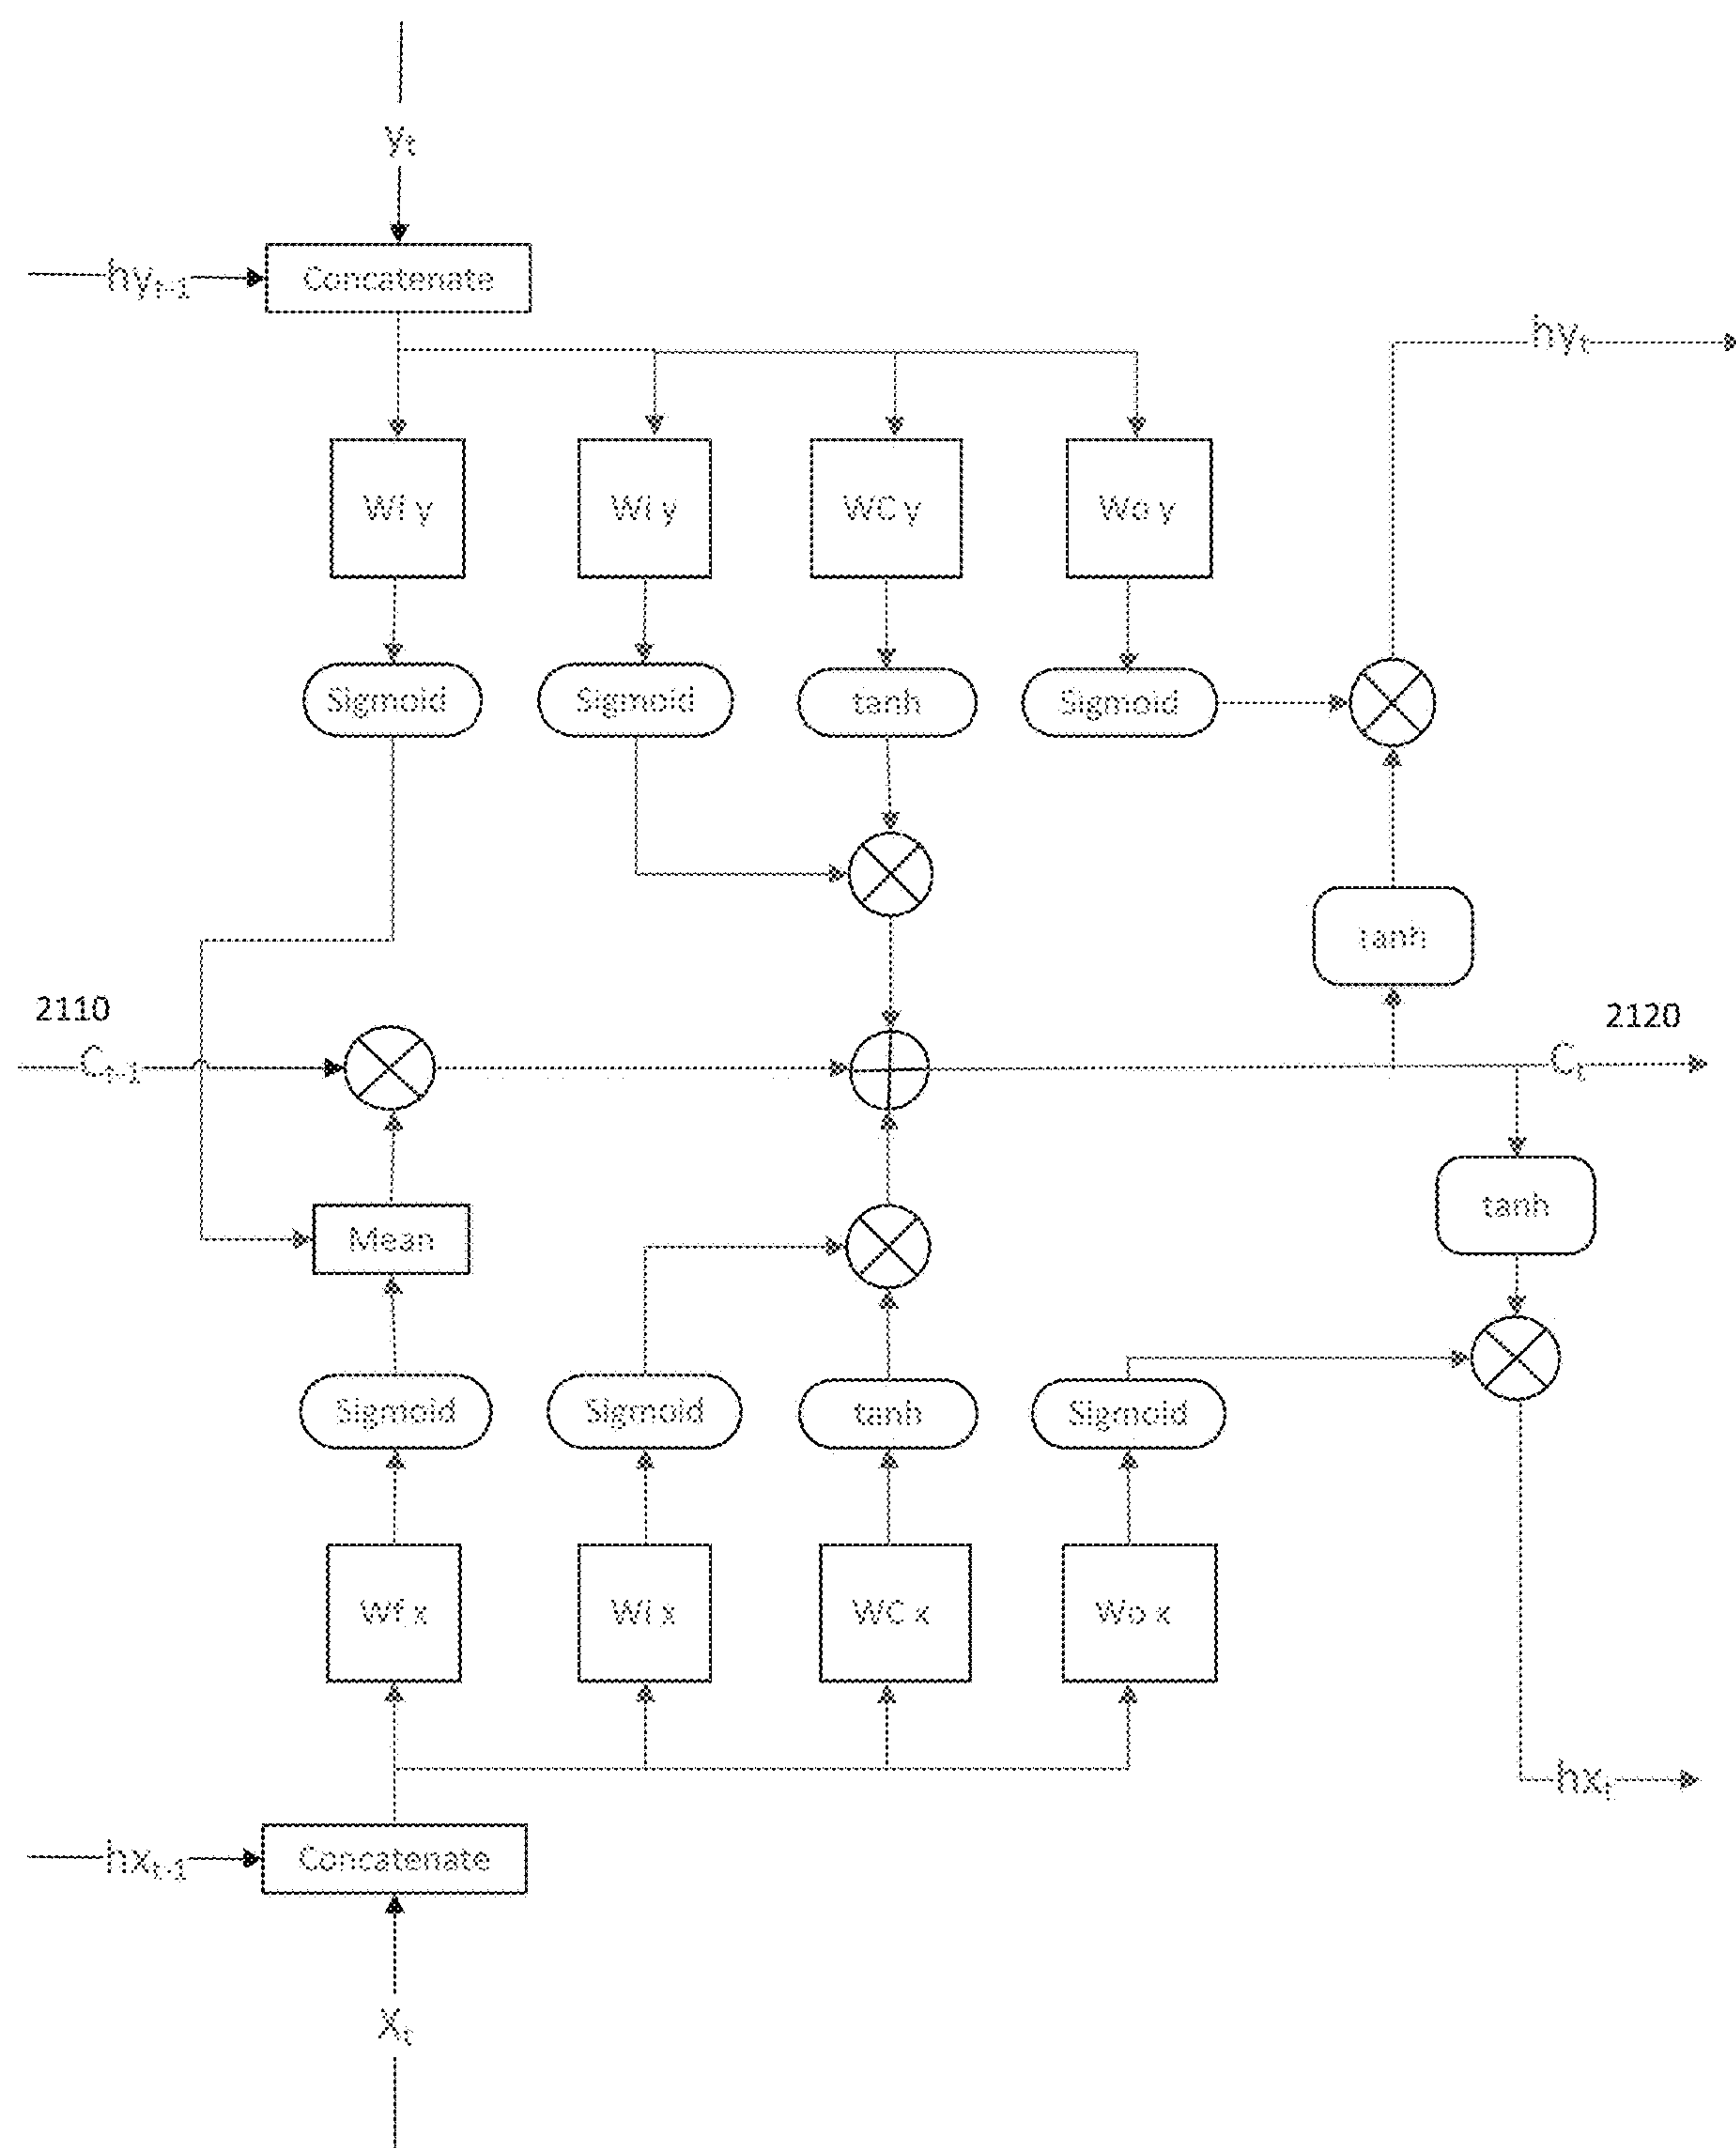 yt
hyt-1
Concatenate
hyt
Wf y
Wi y
WC y
Wo y
Sigmoid
Sigmoid
tanh
Sigmoid
tanh
2110
2120
Ct-1
Ct
tanh
Mean
Sigmoid
Sigmoid
tanh
Sigmoid
Wf x
Wi x
WC x
Wo x
hxt
hxt-1
Concatenate
Xt